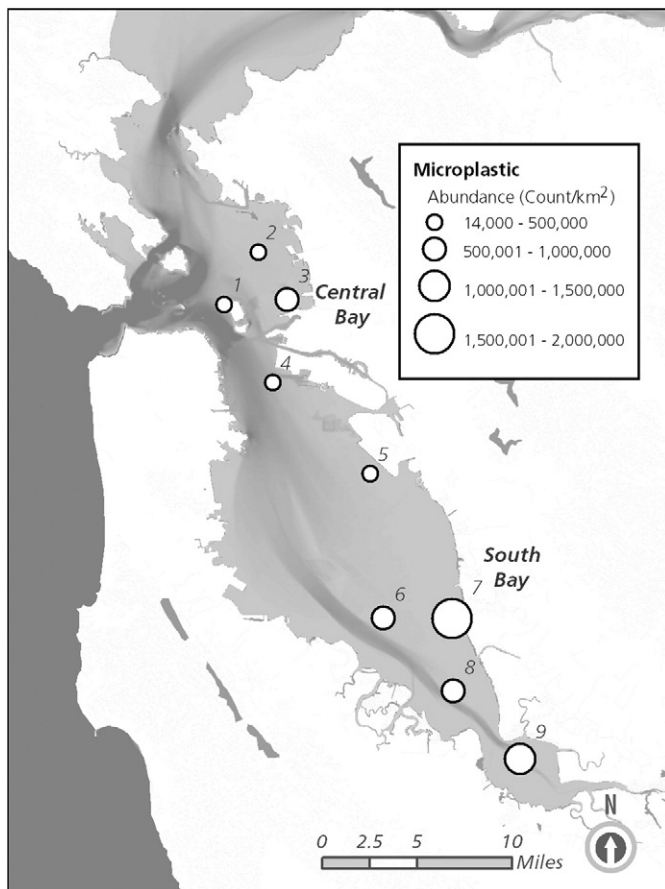 Microplastic
Abundance (Count/km²)
14,000 - 500,000
500,001 - 1,000,000
1,000,001 - 1,500,000
1,500,001 - 2,000,000
2
1
3
Central
Bay
4
5
South
Bay
6
7
8
9
N
0 2.5 5 10
Miles